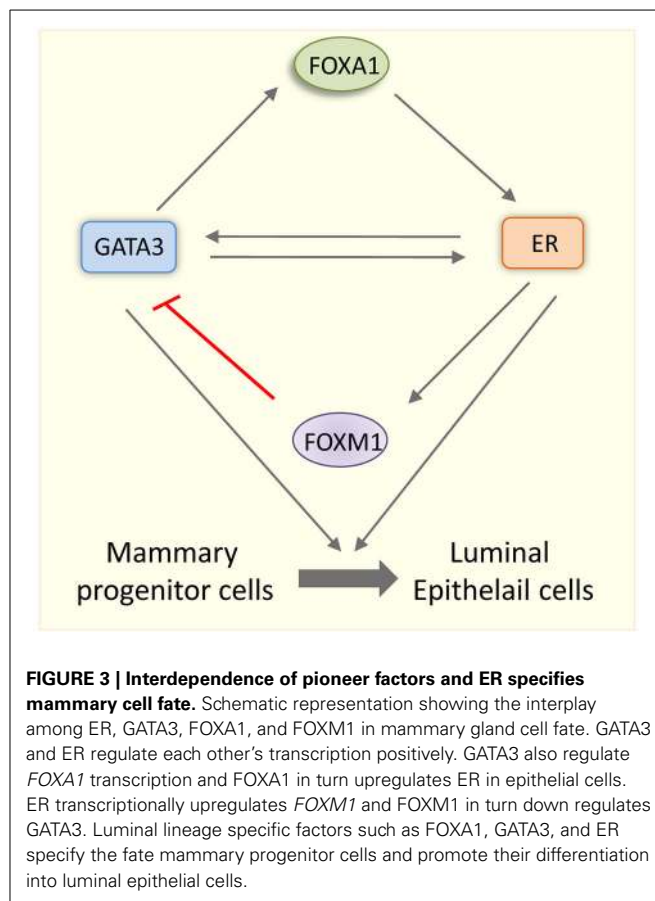 FOXA1
GATA3
ER
FOXM1
Mammary
progenitor cells
Luminal
Epithelail cells
FIGURE 3 | Interdependence of pioneer factors and ER specifies
mammary cell fate. Schematic representation showing the interplay
among ER, GATA3, FOXA1, and FOXM1 in mammary gland cell fate. GATA3
and ER regulate each other's transcription positively. GATA3 also regulate
FOXA1 transcription and FOXA1 in turn upregulates ER in epithelial cells.
ER transcriptionally upregulates FOXM1 and FOXM1 in turn down regulates
GATA3. Luminal lineage specific factors such as FOXA1, GATA3, and ER
specify the fate mammary progenitor cells and promote their differentiation
into luminal epithelial cells.